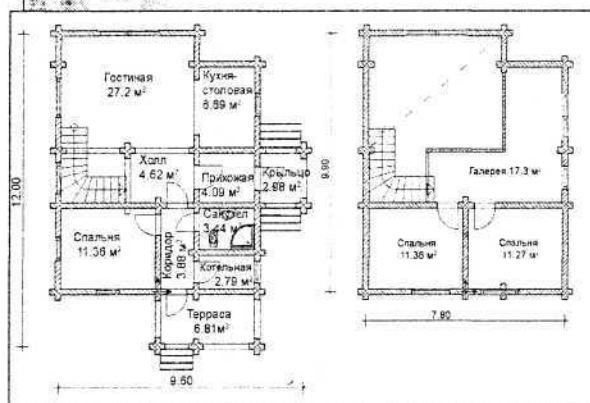 Гостиная
27.2 м²
Кухня-
столовая
6.69 м²
Холл
4.62 м²
Прихожая
4.09 м²
Крыльцо
2.98 м²
Санузел
3.44 м²
Спальня
11.36 м²
Коридор
3.88 м²
Котельная
2.79 м²
Терраса
6.81 м²
12.00
9.60
9.90
Галерея 17.3 м²
Спальня
11.36 м²
Спальня
11.27 м²
7.90